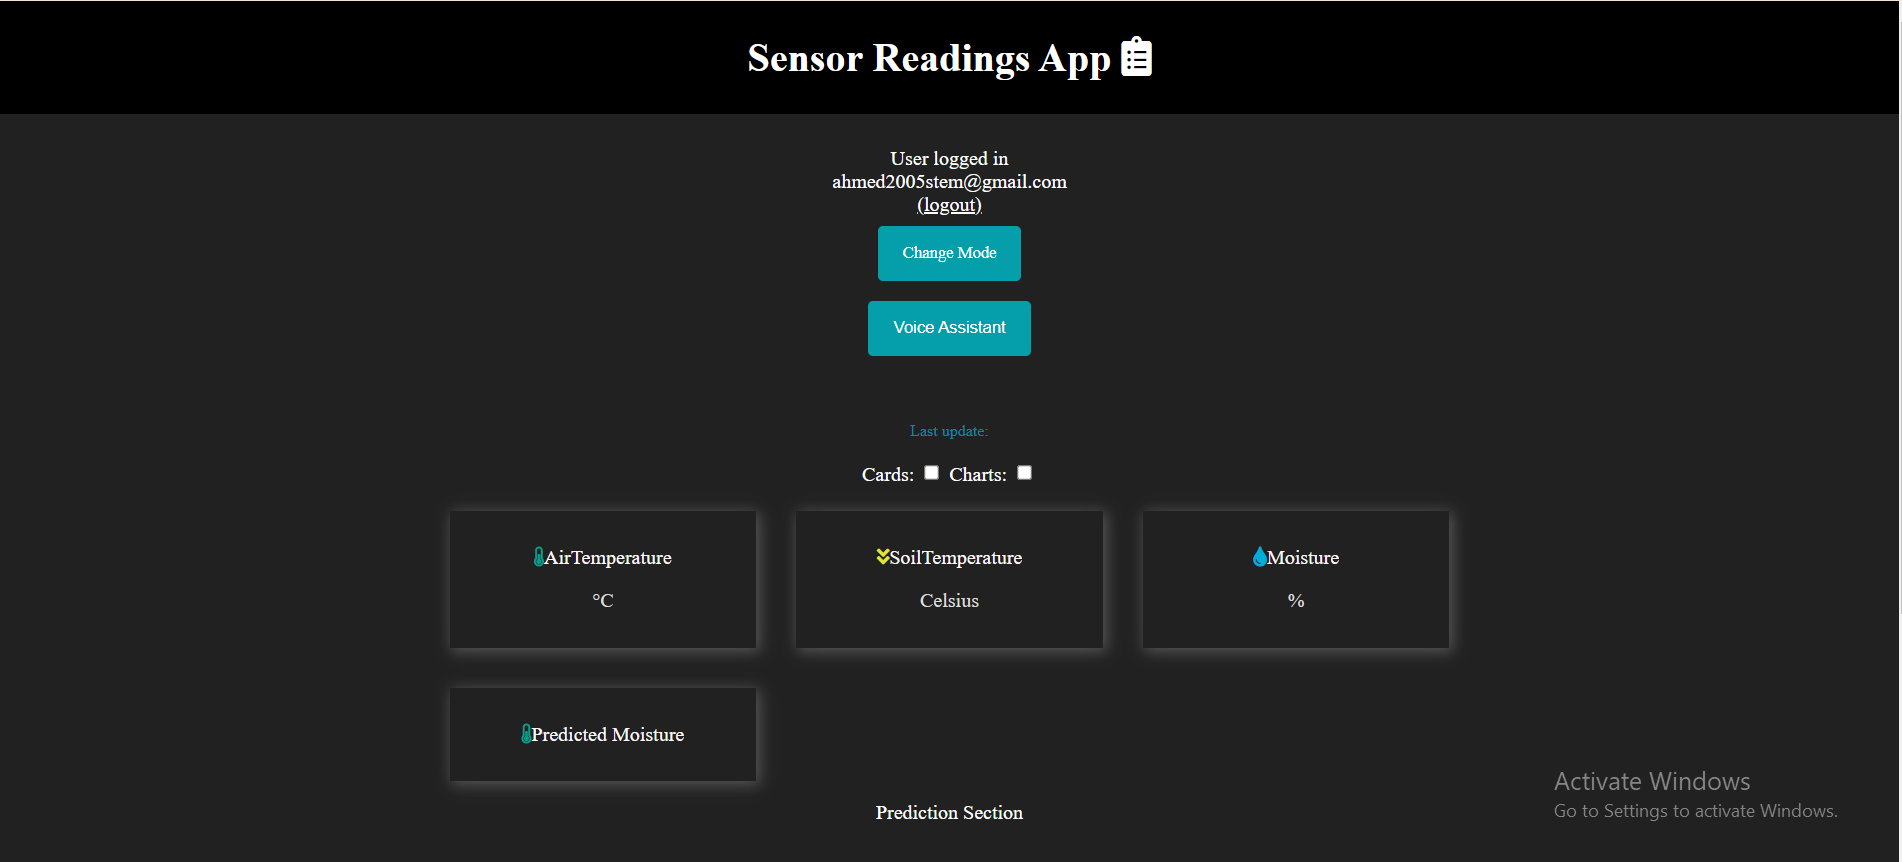 Sensor Readings App
User logged in
ahmed2005stem@gmail.com
(logout)
Change Mode
Voice Assistant
Last update:
Cards: Charts:
AirTemperature
°C
SoilTemperature
Celsius
Moisture
%
Predicted Moisture
Prediction Section
Activate Windows
Go to Settings to activate Windows.